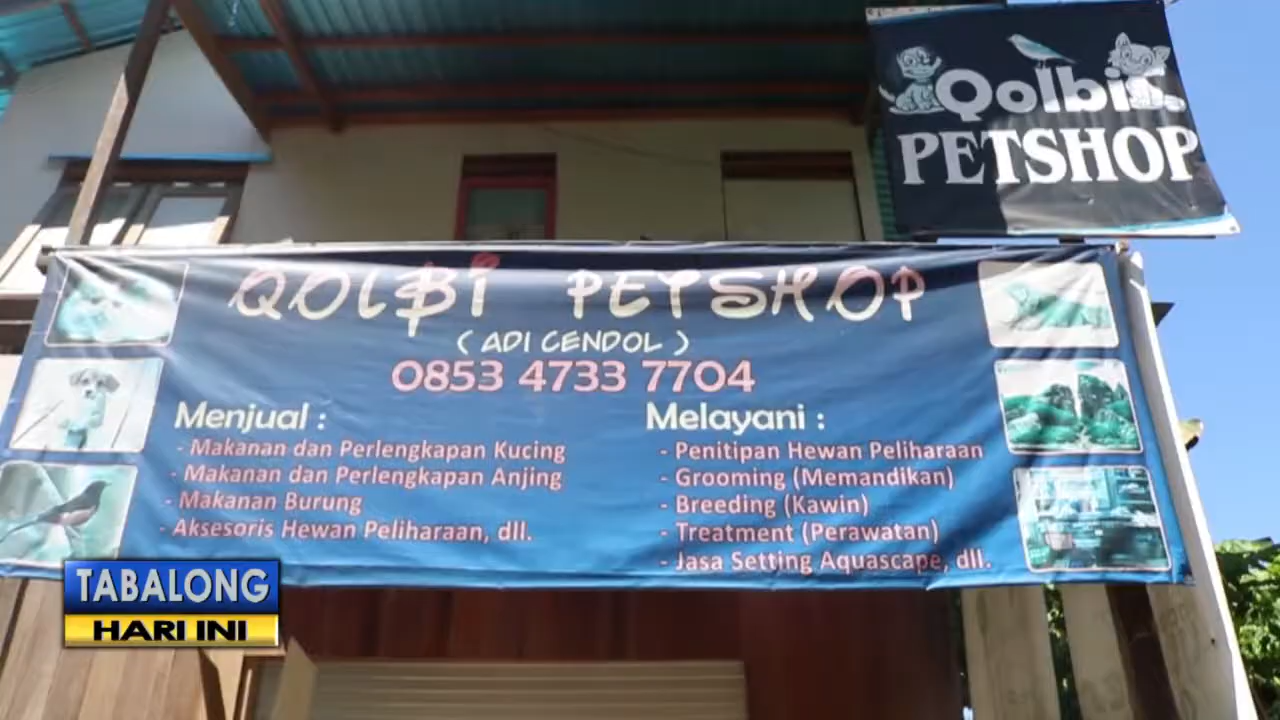 Qolbi
PETSHOP
QOLBI PETSHOP
( ADI CENDOL )
0853 4733 7704
Menjual :
- Makanan dan Perlengkapan Kucing
- Makanan dan Perlengkapan Anjing
- Makanan Burung
- Aksesoris Hewan Peliharaan, dll.
Melayani :
- Penitipan Hewan Peliharaan
- Grooming (Memandikan)
- Breeding (Kawin)
- Treatment (Perawatan)
- Jasa Setting Aquascape, dll.
TABALONG
HARI INI